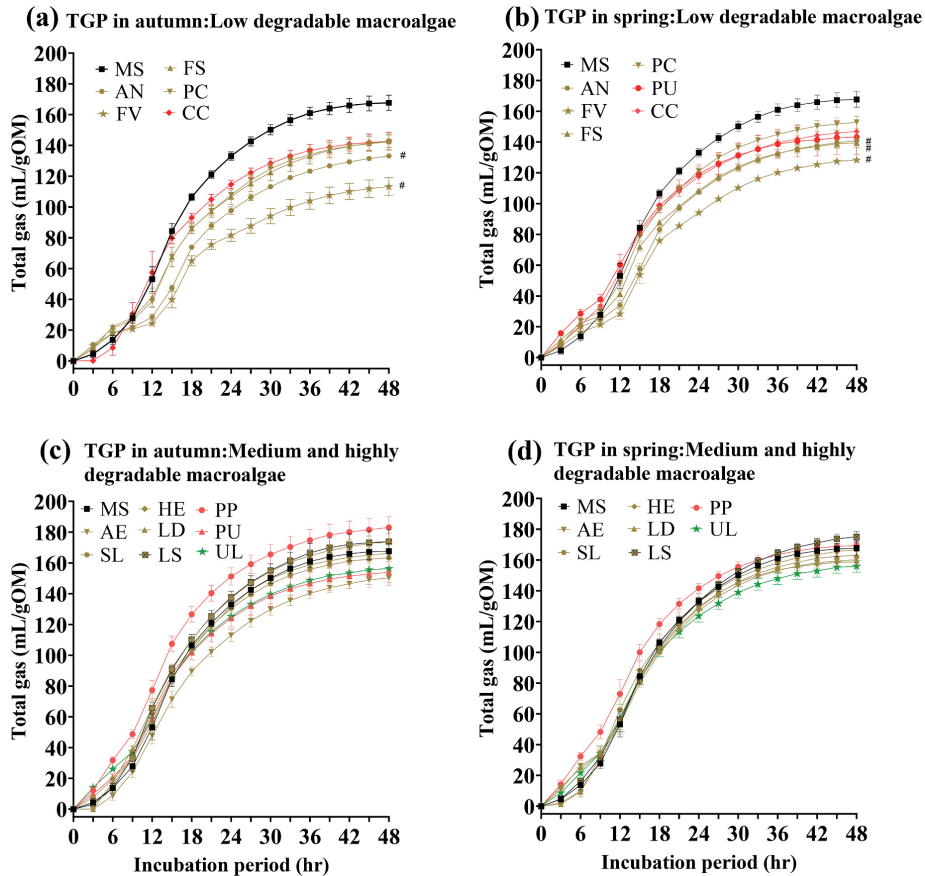 (a) TGP in autumn:Low degradable macroalgae
Total gas (mL/gOM)
200
180
160
140
120
100
80
60
40
20
0
MS FS
AN PC
FV CC
#
#
0 6 12 18 24 30 36 42 48
(b) TGP in spring:Low degradable macroalgae
Total gas (mL/gOM)
200
180
160
140
120
100
80
60
40
20
0
MS PC
AN PU
FV CC
FS
#
#
#
0 6 12 18 24 30 36 42 48
(c) TGP in autumn:Medium and highly
degradable macroalgae
Total gas (mL/gOM)
200
180
160
140
120
100
80
60
40
20
0
MS HE PP
AE LD PU
SL LS UL
0 6 12 18 24 30 36 42 48
Incubation period (hr)
(d) TGP in spring:Medium and highly
degradable macroalgae
Total gas (mL/gOM)
200
180
160
140
120
100
80
60
40
20
0
MS HE PP
AE LD UL
SL LS
0 6 12 18 24 30 36 42 48
Incubation period (hr)